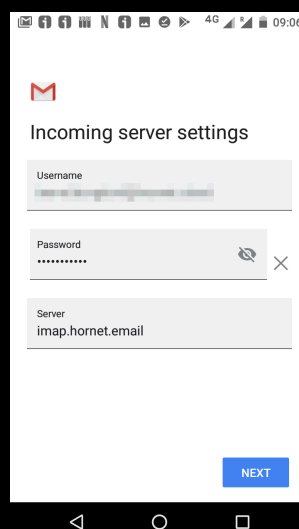 4G 09:06
Incoming server settings
Username
Password
•••••••••••
Server
imap.hornet.email
NEXT